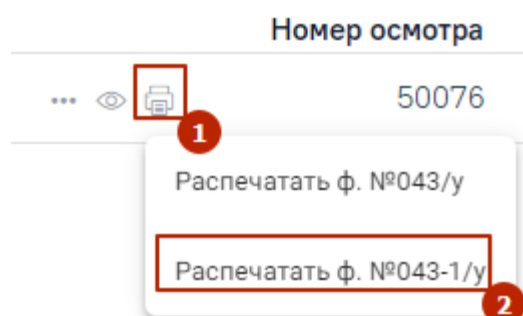 Номер осмотра
50076
1
Распечатать ф. №043/у
Распечатать ф. №043-1/у
2